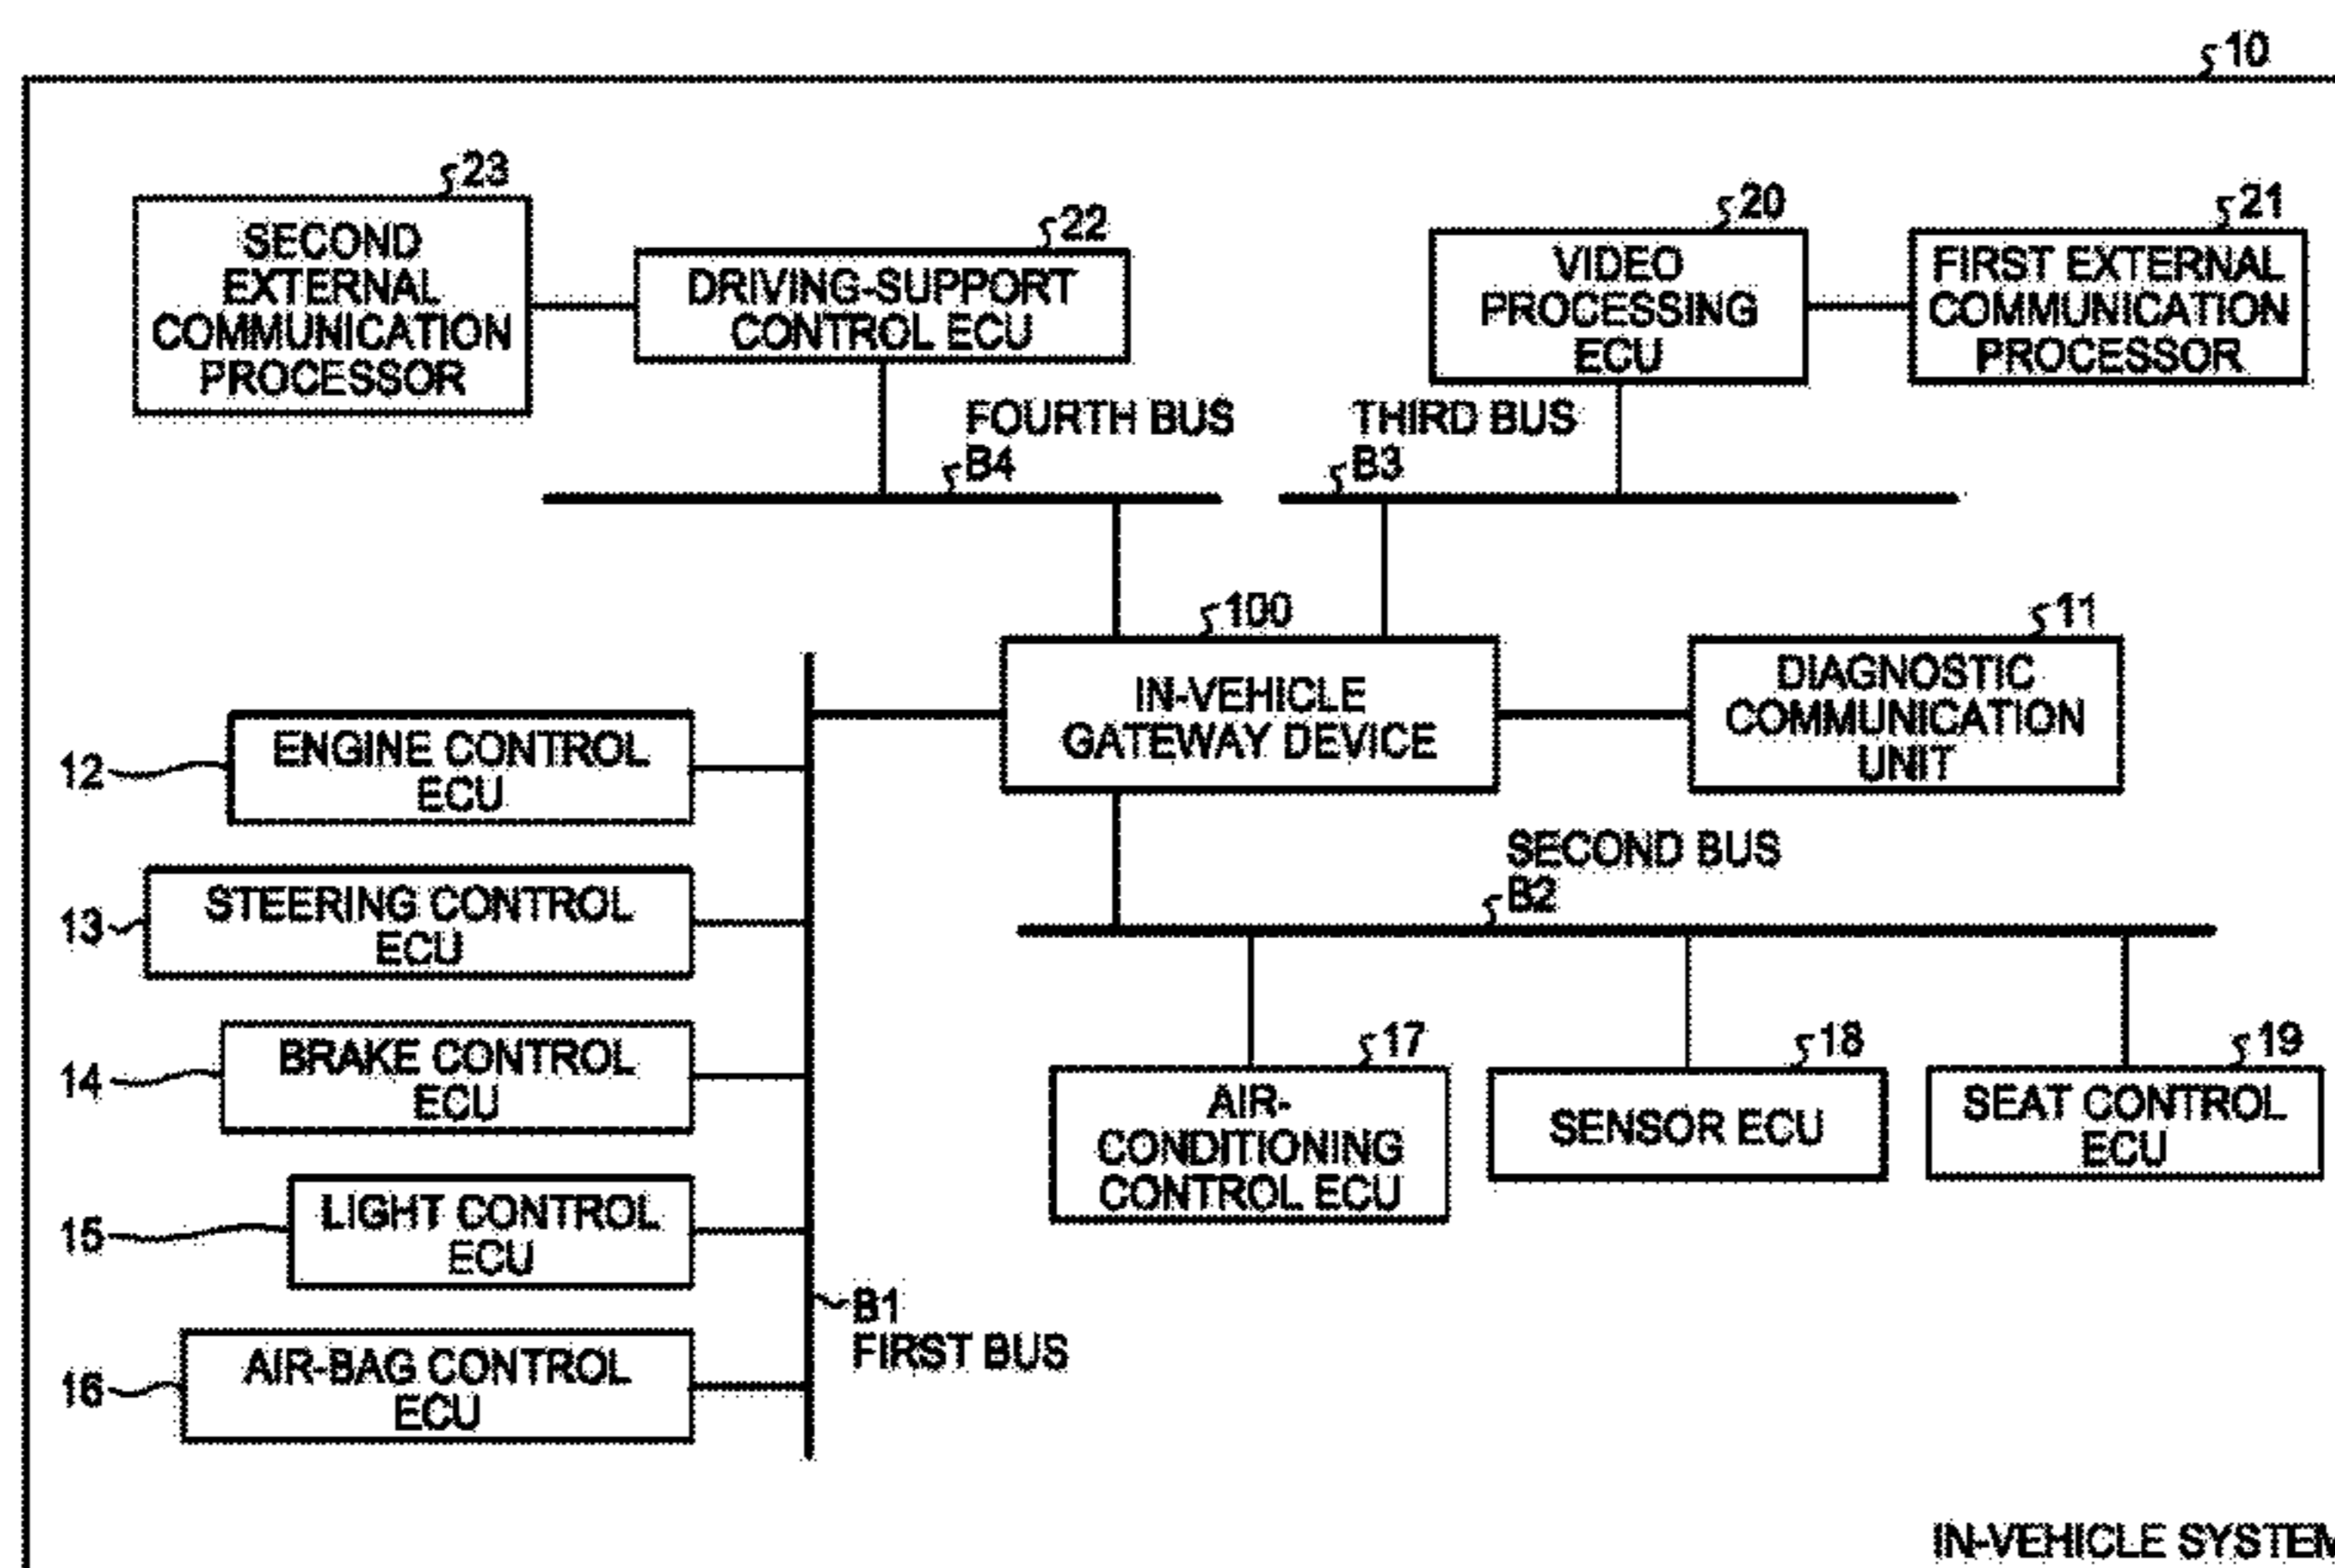 10
23
SECOND
EXTERNAL
COMMUNICATION
PROCESSOR
22
DRIVING-SUPPORT
CONTROL ECU
20
VIDEO
PROCESSING
ECU
21
FIRST EXTERNAL
COMMUNICATION
PROCESSOR
FOURTH BUS
B4
THIRD BUS
B3
100
IN-VEHICLE
GATEWAY DEVICE
11
DIAGNOSTIC
COMMUNICATION
UNIT
12
ENGINE CONTROL
ECU
13
STEERING CONTROL
ECU
14
BRAKE CONTROL
ECU
15
LIGHT CONTROL
ECU
16
AIR-BAG CONTROL
ECU
B1
FIRST BUS
SECOND BUS
B2
17
AIR-
CONDITIONING
CONTROL ECU
18
SENSOR ECU
19
SEAT CONTROL
ECU
IN-VEHICLE SYSTEM